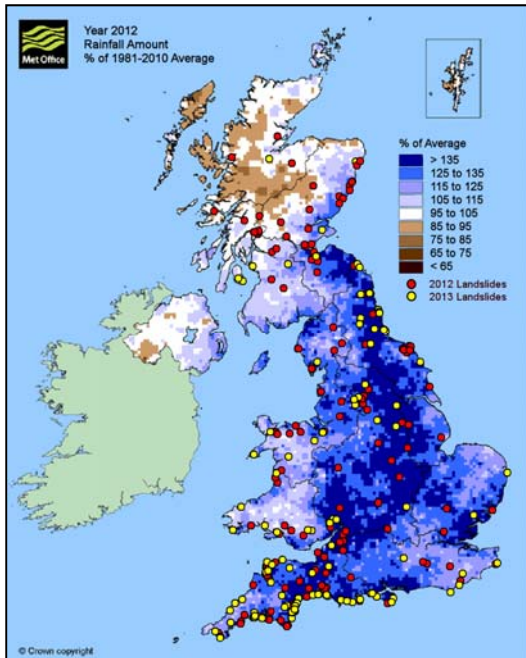 Met Office
Year 2012
Rainfall Amount
% of 1981-2010 Average
% of Average
> 135
125 to 135
115 to 125
105 to 115
95 to 105
85 to 95
75 to 85
65 to 75
< 65
2012 Landslides
2013 Landslides
© Crown copyright